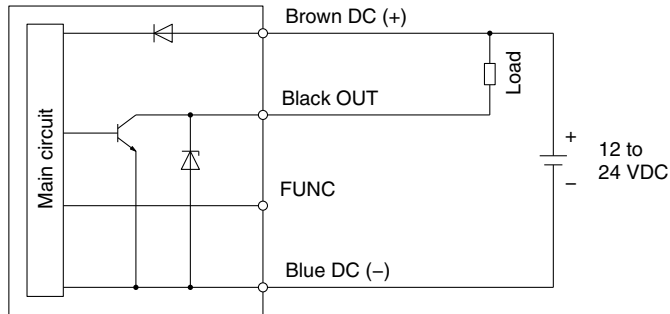 Brown DC (+)
Load
Black OUT
Main circuit
+
12 to
24 VDC
−
FUNC
Blue DC (−)